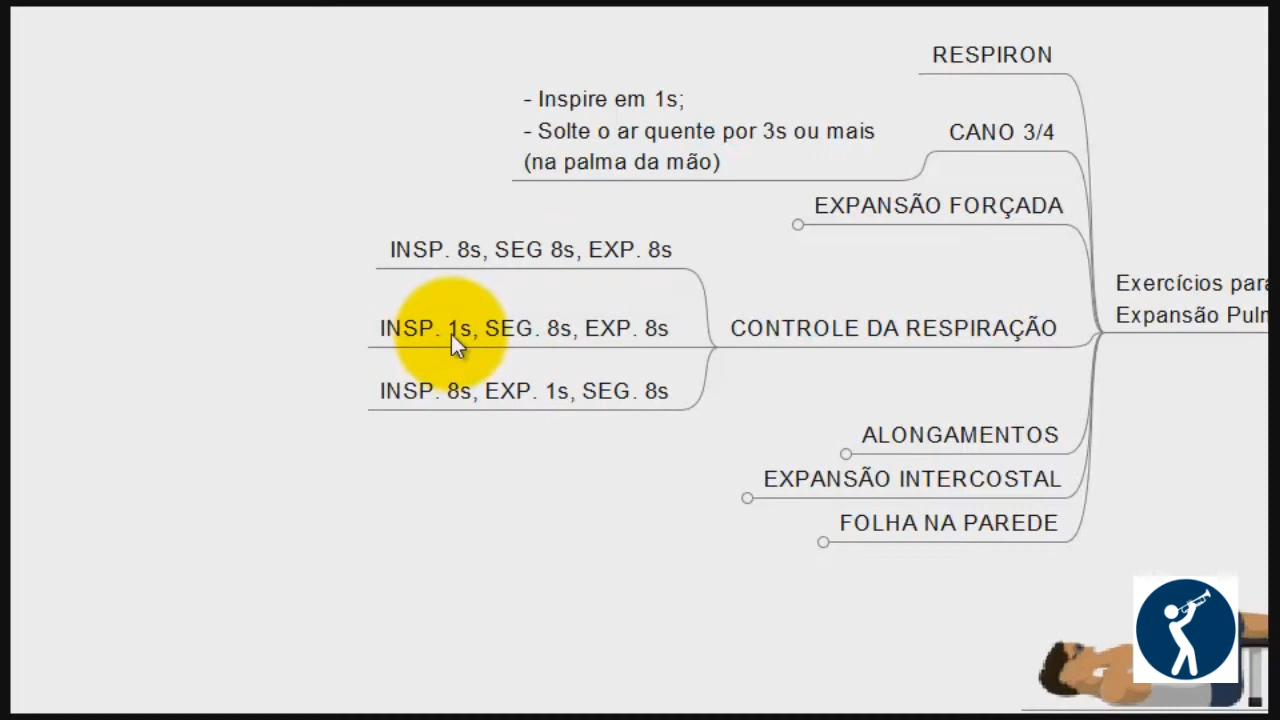 RESPIRON
- Inspire em 1s;
- Solte o ar quente por 3s ou mais
(na palma da mão)
CANO 3/4
EXPANSÃO FORÇADA
INSP. 8s, SEG 8s, EXP. 8s
INSP. 1s, SEG. 8s, EXP. 8s
INSP. 8s, EXP. 1s, SEG. 8s
CONTROLE DA RESPIRAÇÃO
Exercícios para
Expansão
ALONGAMENTOS
EXPANSÃO INTERCOSTAL
FOLHA NA PAREDE